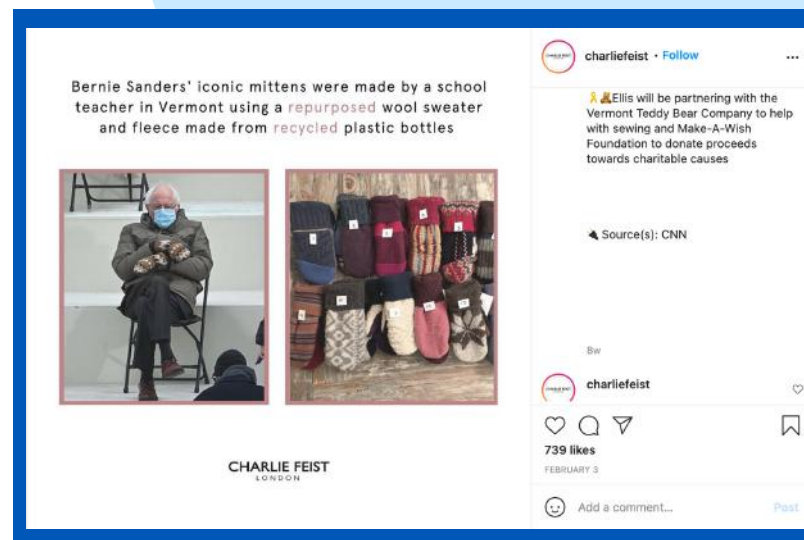 Bernie Sanders' iconic mittens were made by a school
teacher in Vermont using a repurposed wool sweater
and fleece made from recycled plastic bottles
CHARLIE FEIST
LONDON
charliefeist • Follow
🎗️🧸Ellis will be partnering with the
Vermont Teddy Bear Company to help
with sewing and Make-A-Wish
Foundation to donate proceeds
towards charitable causes
🔌 Source(s): CNN
8w
charliefeist
739 likes
FEBRUARY 3
Add a comment...
Post